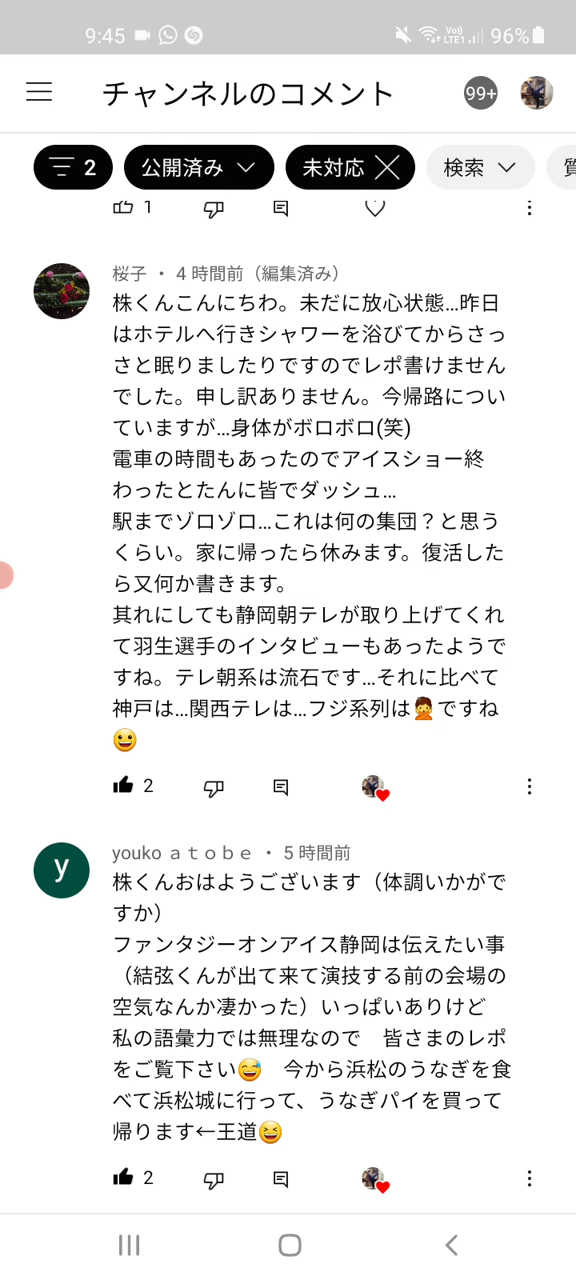 9:45
Vo)) LTE1 96%
チャンネルのコメント
99+
2 公開済み 未対応 検索 質
1
桜子 • 4 時間前（編集済み）
株くんこんにちわ。未だに放心状態…昨日
はホテルへ行きシャワーを浴びてからさっ
さと眠りましたりですのでレポ書けません
でした。申し訳ありません。今帰路につい
ていますが…身体がボロボロ(笑)
電車の時間もあったのでアイスショー終
わったとたんに皆でダッシュ…
駅までゾロゾロ…これは何の集団？と思う
くらい。家に帰ったら休みます。復活した
ら又何か書きます。
其れにしても静岡朝テレが取り上げてくれ
て羽生選手のインタビューもあったようで
すね。テレ朝系は流石です…それに比べて
神戸は…関西テレは…フジ系列は🙅ですね
😀
2
y
youko ａｔｏｂｅ • 5 時間前
株くんおはようございます（体調いかがで
すか）
ファンタジーオンアイス静岡は伝えたい事
（結弦くんが出て来て演技する前の会場の
空気なんか凄かった）いっぱいありけど
私の語彙力では無理なので　皆さまのレポ
をご覧下さい😅　今から浜松のうなぎを食
べて浜松城に行って、うなぎパイを買って
帰ります←王道😆
2